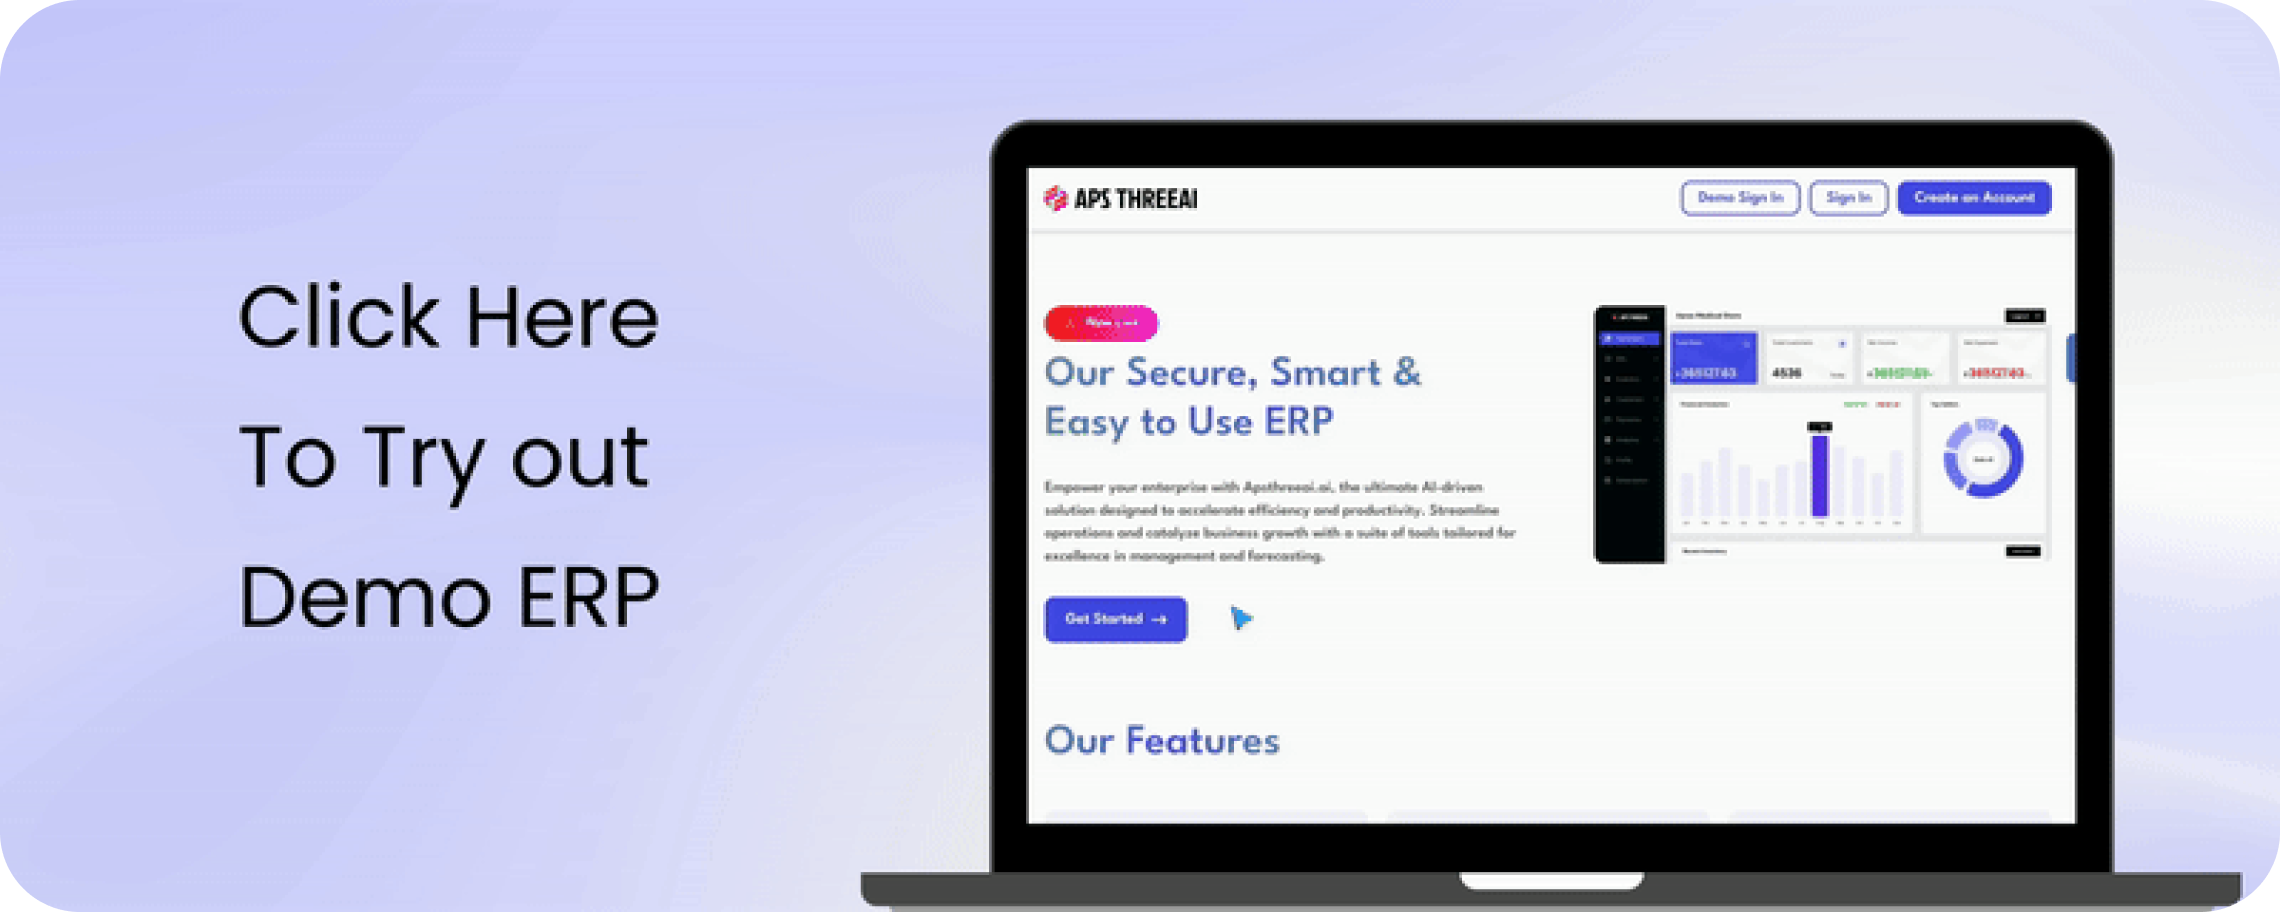 Click Here
To Try out
Demo ERP
APS THREEAI
Demo Sign In
Sign In
Create an Account
Our Secure, Smart &
Easy to Use ERP
Empower your enterprise with Apsthreeai.ai, the ultimate AI-driven
solution designed to accelerate efficiency and productivity. Streamline
operations and catalyze business growth with a suite of tools tailored for
excellence in management and forecasting.
Get Started →
4536
Our Features